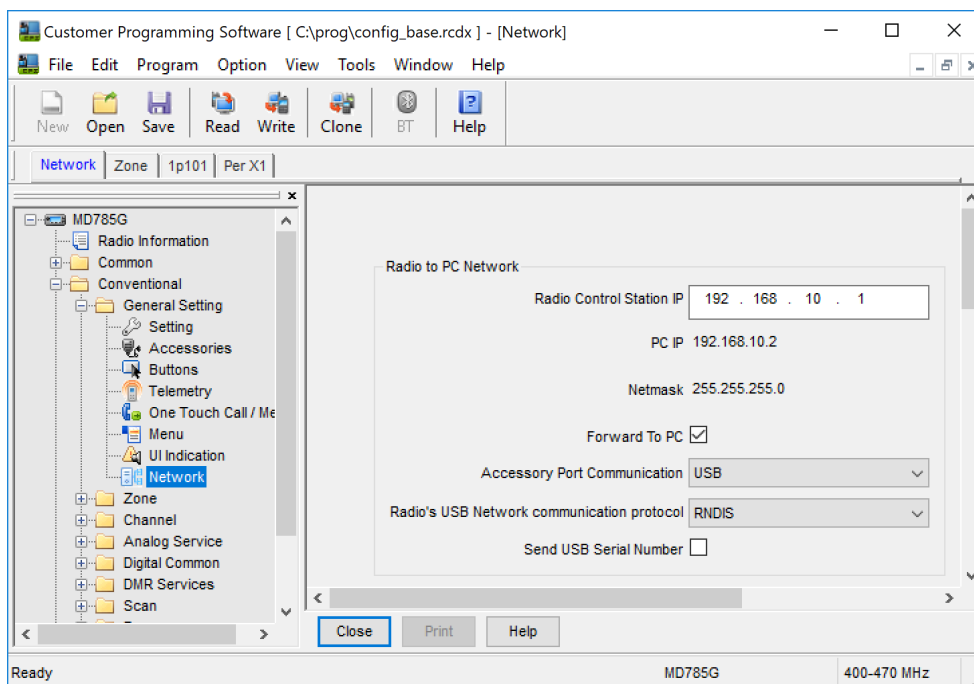 Customer Programming Software [ C:\prog\config_base.rcdx ] - [Network]
File Edit Program Option View Tools Window Help
New Open Save Read Write Clone BT Help
Network Zone 1p101 Per X1
MD785G
Radio Information
Common
Conventional
General Setting
Setting
Accessories
Buttons
Telemetry
One Touch Call / Me
Menu
UI Indication
Network
Zone
Channel
Analog Service
Digital Common
DMR Services
Scan
Radio to PC Network
Radio Control Station IP 192 . 168 . 10 . 1
PC IP 192.168.10.2
Netmask 255.255.255.0
Forward To PC
Accessory Port Communication USB
Radio's USB Network communication protocol RNDIS
Send USB Serial Number
Close Print Help
Ready MD785G 400-470 MHz